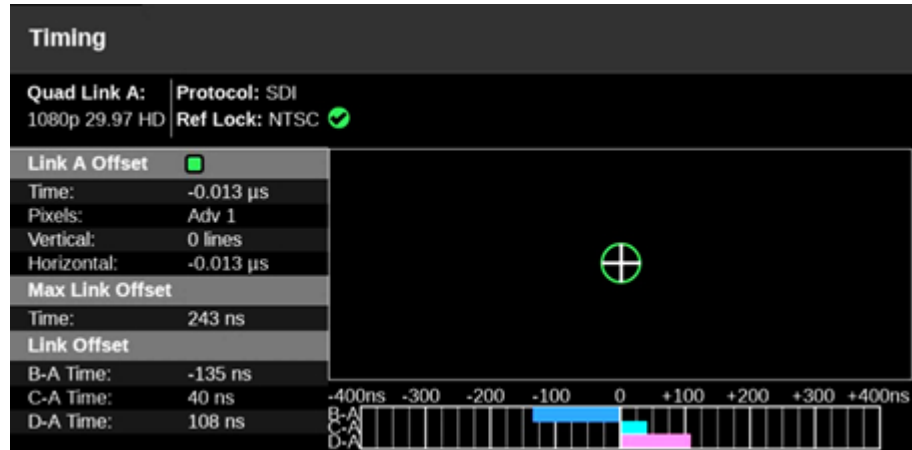 Timing
Quad Link A: Protocol: SDI
1080p 29.97 HD Ref Lock: NTSC
Link A Offset
Time: -0.013 µs
Pixels: Adv 1
Vertical: 0 lines
Horizontal: -0.013 µs
Max Link Offset
Time: 243 ns
Link Offset
B-A Time: -135 ns
C-A Time: 40 ns
D-A Time: 108 ns
-400ns -300 -200 -100 0 +100 +200 +300 +400ns
B-A
C-A
D-A